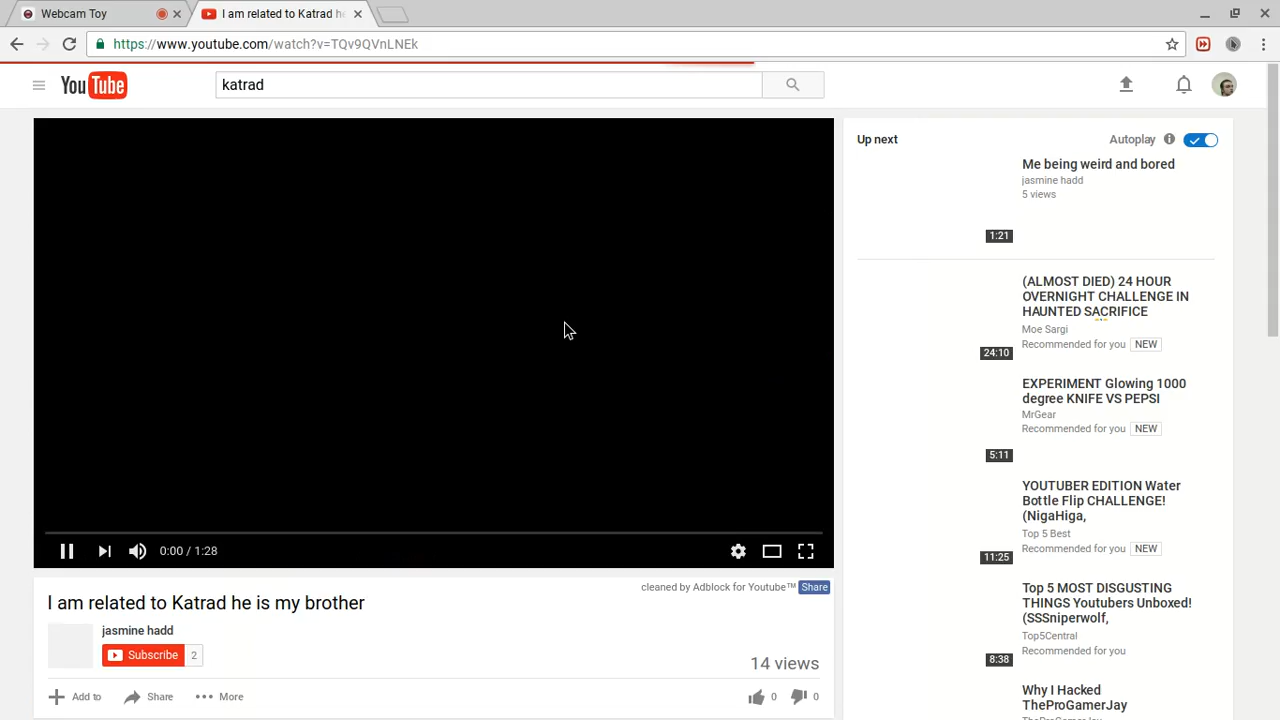 Webcam Toy
I am related to Katrad he
https://www.youtube.com/watch?v=TQv9QVnLNEk
YouTube
katrad
Up next
Autoplay
Me being weird and bored
jasmine hadd
5 views
1:21
(ALMOST DIED) 24 HOUR
OVERNIGHT CHALLENGE IN
HAUNTED SACRIFICE
Moe Sargi
Recommended for you NEW
24:10
EXPERIMENT Glowing 1000
degree KNIFE VS PEPSI
MrGear
Recommended for you NEW
5:11
YOUTUBER EDITION Water
Bottle Flip CHALLENGE!
(NigaHiga,
Top 5 Best
Recommended for you NEW
11:25
Top 5 MOST DISGUSTING
THINGS Youtubers Unboxed!
(SSSniperwolf,
Top5Central
Recommended for you
8:38
Why I Hacked
TheProGamerJay
0:00 / 1:28
cleaned by Adblock for Youtube™ Share
I am related to Katrad he is my brother
jasmine hadd
Subscribe 2
14 views
Add to Share More
0 0